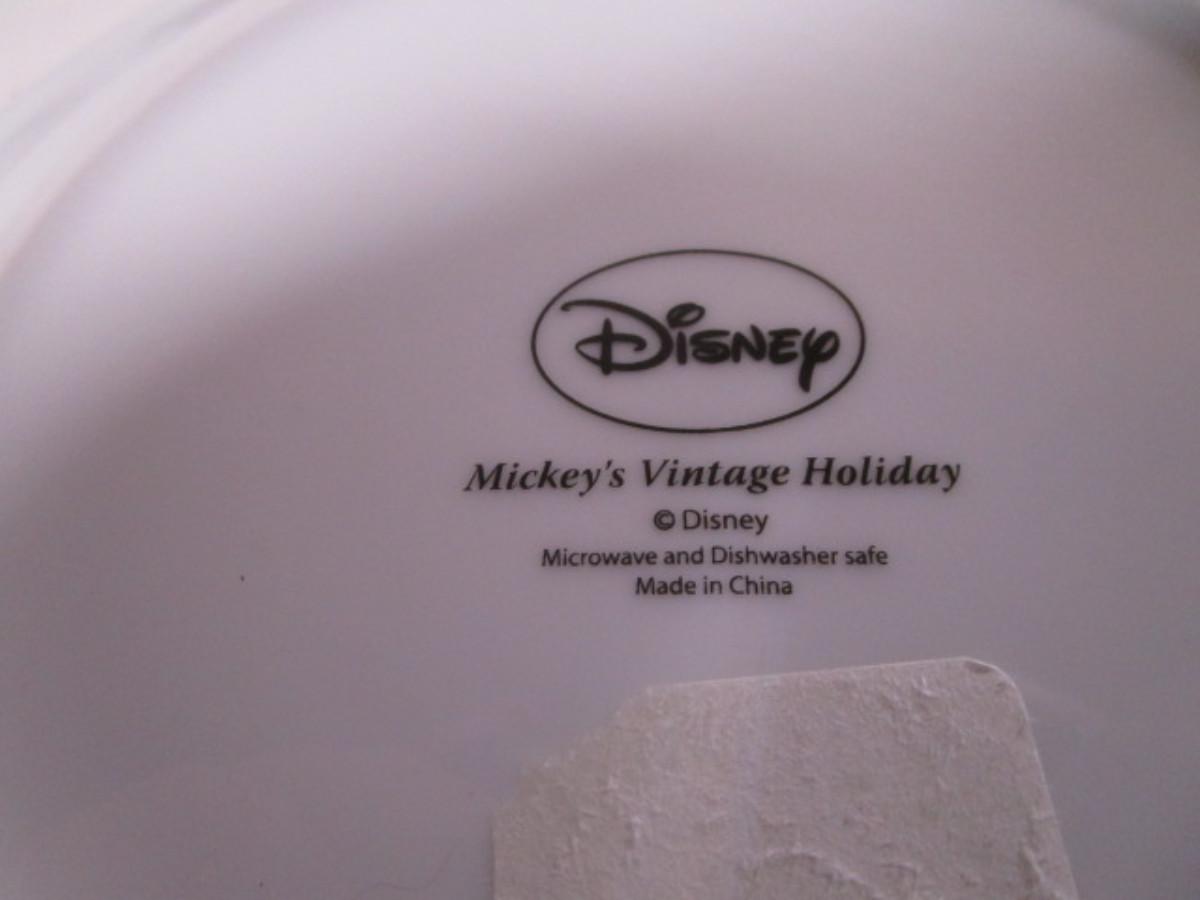 Disney
Mickey's Vintage Holiday
© Disney
Microwave and Dishwasher safe
Made in China